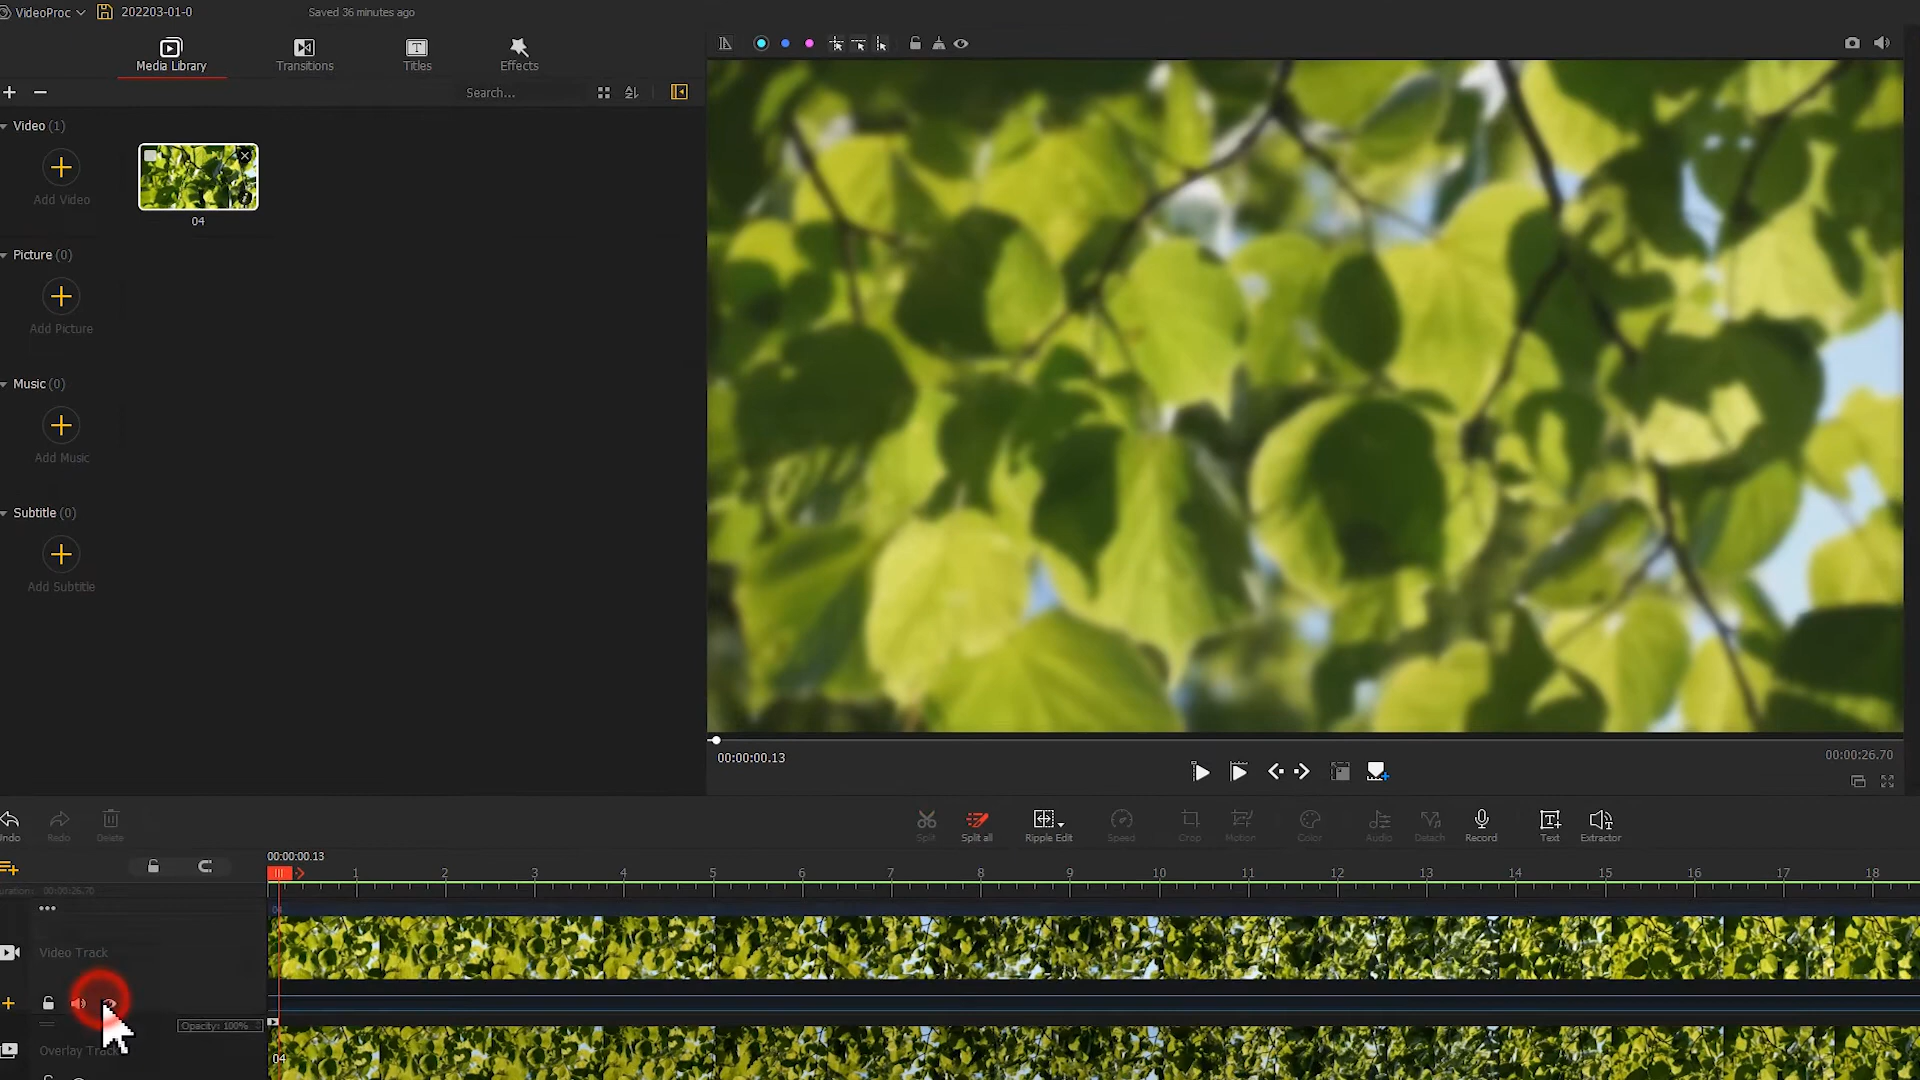 VideoProc
202203-01-0
Saved 36 minutes ago
Media Library
Transitions
Titles
Effects
Search...
Video (1)
Add Video
04
Picture (0)
Add Picture
Music (0)
Add Music
Subtitle (0)
Add Subtitle
00:00:00.13
00:00:26.70
Undo
Redo
Delete
Split
Split all
Ripple Edit
Speed
Crop
Motion
Color
Audio
Detach
Record
Text
Extractor
00:00:00.13
1 2 3 4 5 6 7 8 9 10 11 12 13 14 15 16 17 18
uration: 00:00:26.70
04
Video Track
Opacity: 100%
Overlay Track
04